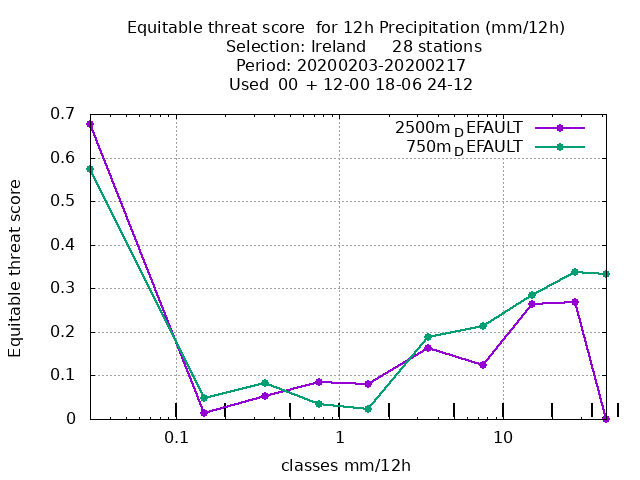 Equitable threat score  for 12h Precipitation (mm/12h)
Selection: Ireland     28 stations
Period: 20200203-20200217
Used  00  + 12-00 18-06 24-12
2500m_DEFAULT
750m_DEFAULT
Equitable threat score
0.7
0.6
0.5
0.4
0.3
0.2
0.1
0
0.1 1 10
classes mm/12h